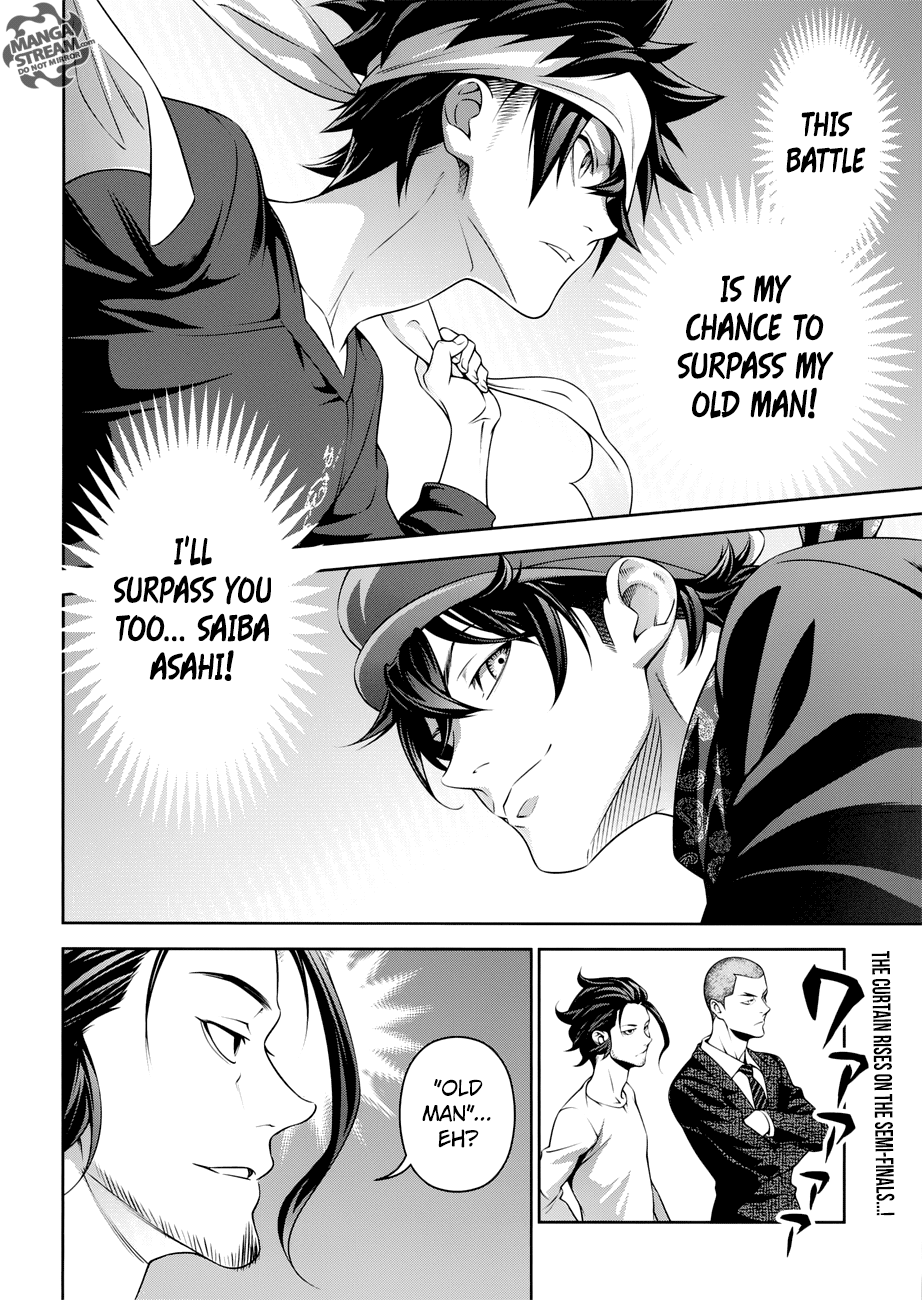 MANGA
STREAM.com
DO NOT MIRROR
THIS
BATTLE
IS MY
CHANCE TO
SURPASS MY
OLD MAN!
I'LL
SURPASS YOU
TOO... SAIBA
ASAHI!
THE CURTAIN RISES ON THE SEMI-FINALS...!
ワァァァァ
"OLD
MAN"...
EH?